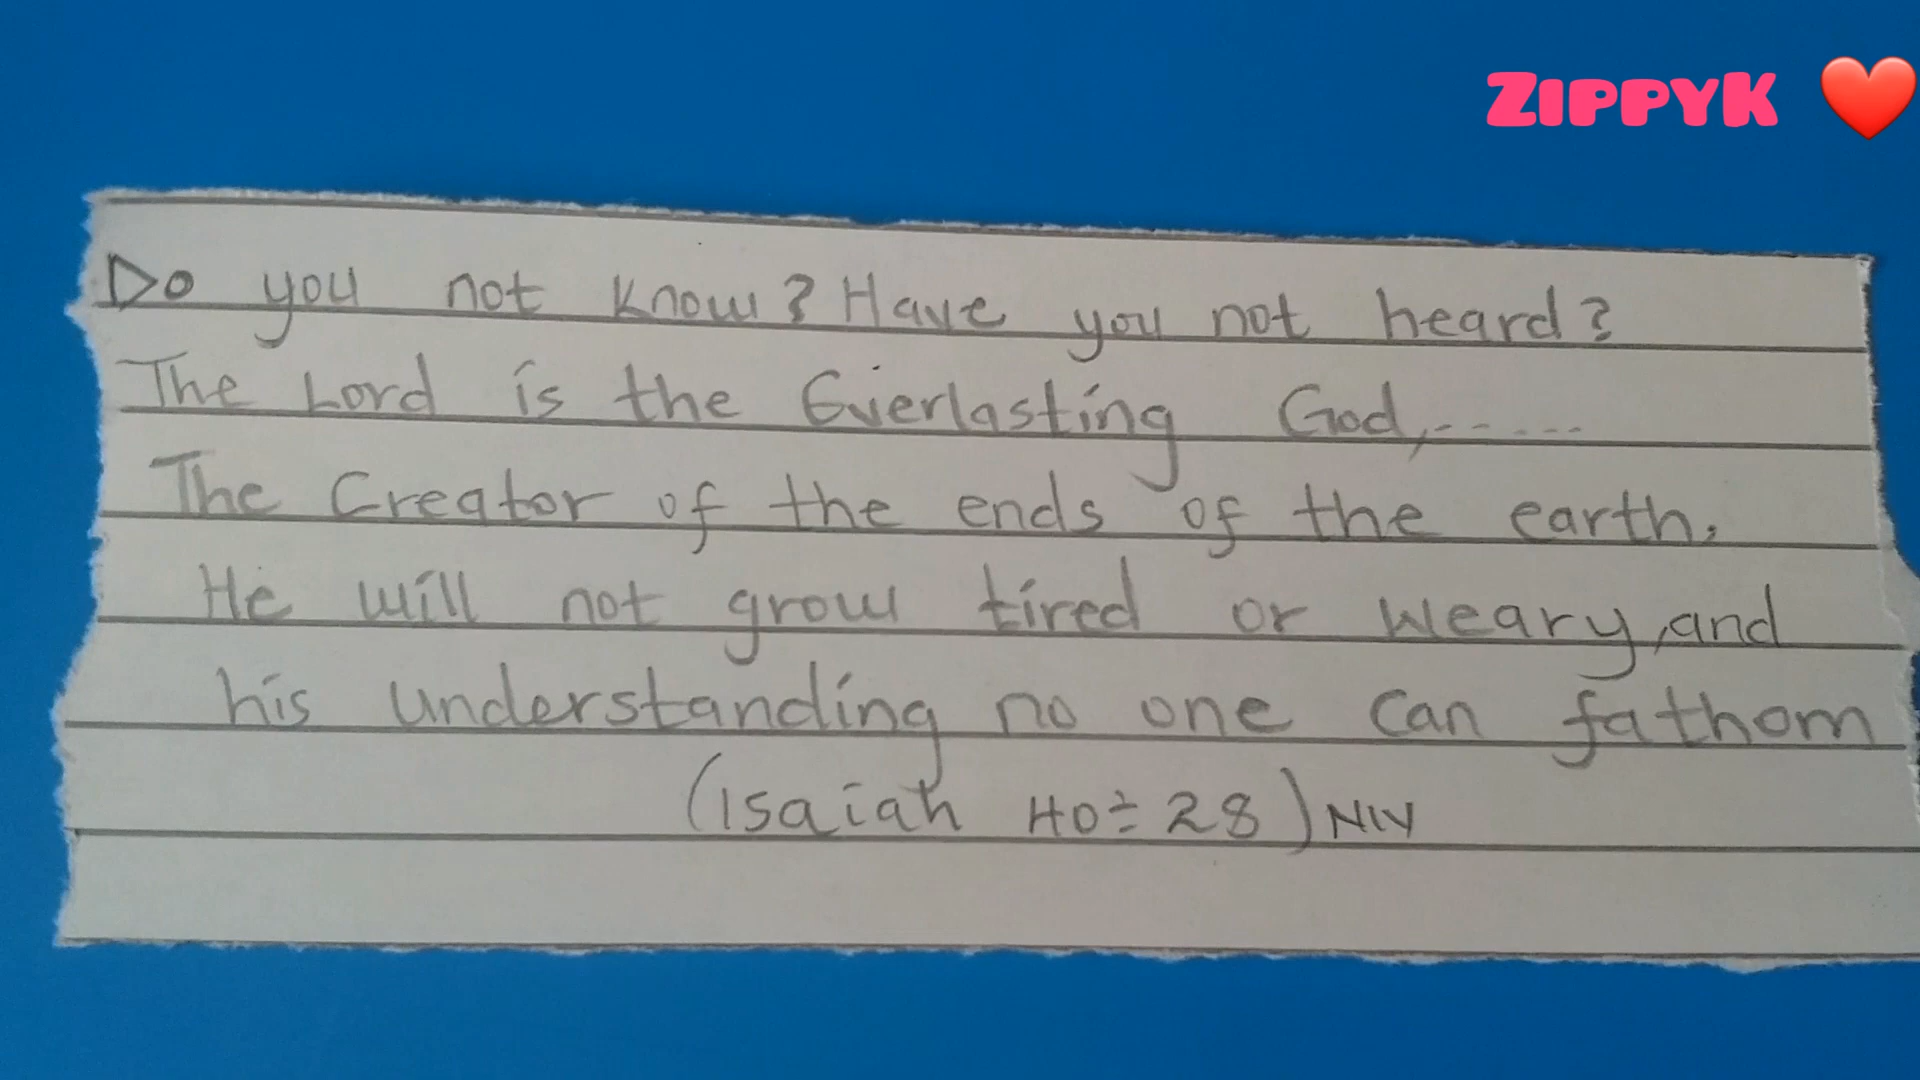 ZIPPYK ❤️
Do you not know? Have you not heard?
The Lord is the Everlasting God,.....
The Creator of the ends of the earth,
He will not grow tired or weary,and
his understanding no one can fathom
(Isaiah 40÷28) NIV